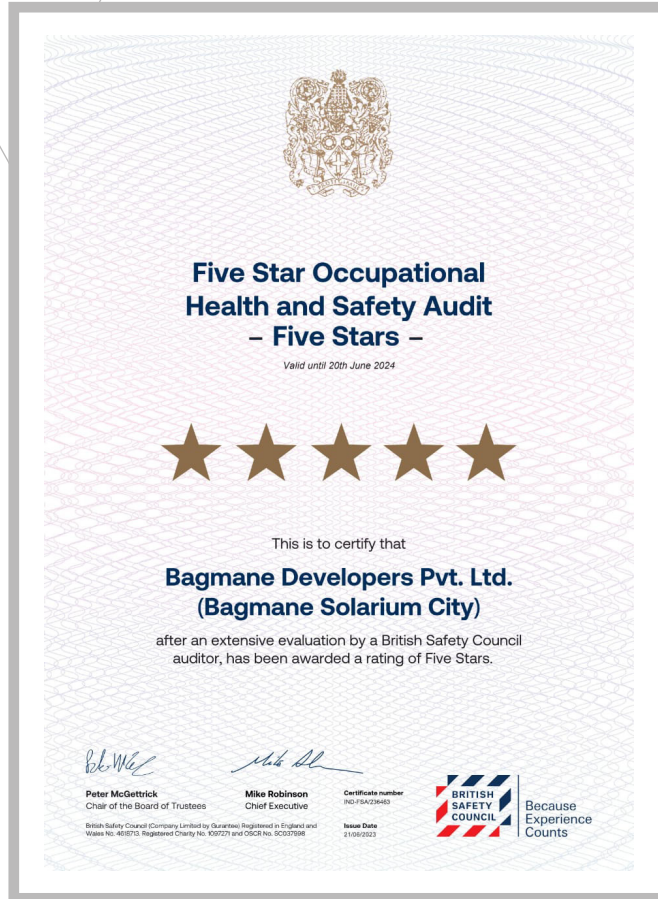 Five Star Occupational
Health and Safety Audit
– Five Stars –
Valid until 20th June 2024
This is to certify that
Bagmane Developers Pvt. Ltd.
(Bagmane Solarium City)
after an extensive evaluation by a British Safety Council
auditor, has been awarded a rating of Five Stars.
Peter McGettrick
Chair of the Board of Trustees
Mike Robinson
Chief Executive
Certificate number
IND-FSA/236463
British Safety Council (Company Limited by Gurantee) Registered in England and
Wales No. 4618713. Registered Charity No. 1097271 and OSCR No. SC037998
Issue Date
21/08/2023
BRITISH
SAFETY
COUNCIL
Because
Experience
Counts